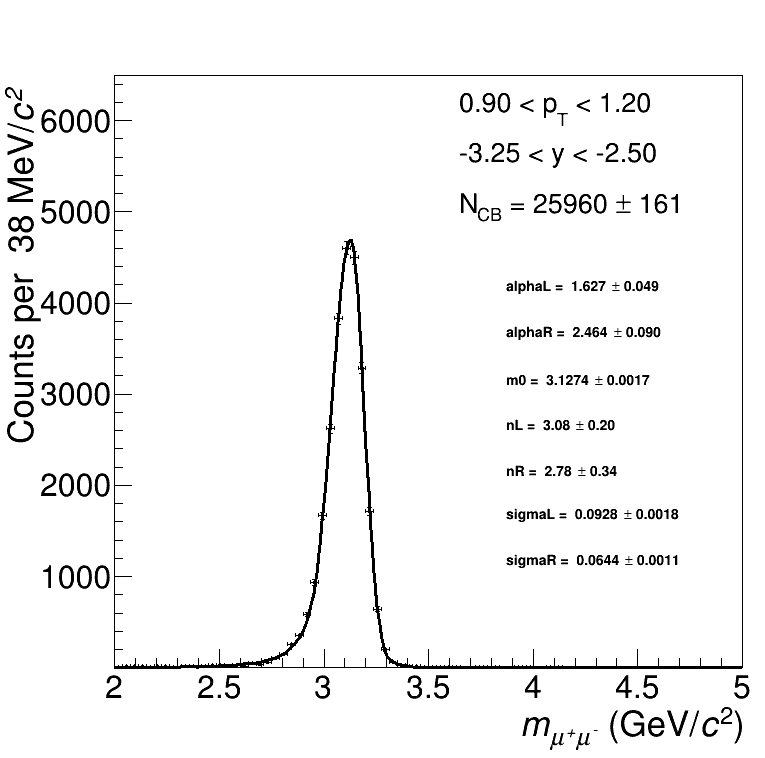 Counts per 38 MeV/c²
6000
5000
4000
3000
2000
1000
0.90 < p_T < 1.20
-3.25 < y < -2.50
N_CB = 25960 ± 161
alphaL = 1.627 ± 0.049
alphaR = 2.464 ± 0.090
m0 = 3.1274 ± 0.0017
nL = 3.08 ± 0.20
nR = 2.78 ± 0.34
sigmaL = 0.0928 ± 0.0018
sigmaR = 0.0644 ± 0.0011
2 2.5 3 3.5 4 4.5 5
m_μ⁺μ⁻ (GeV/c²)